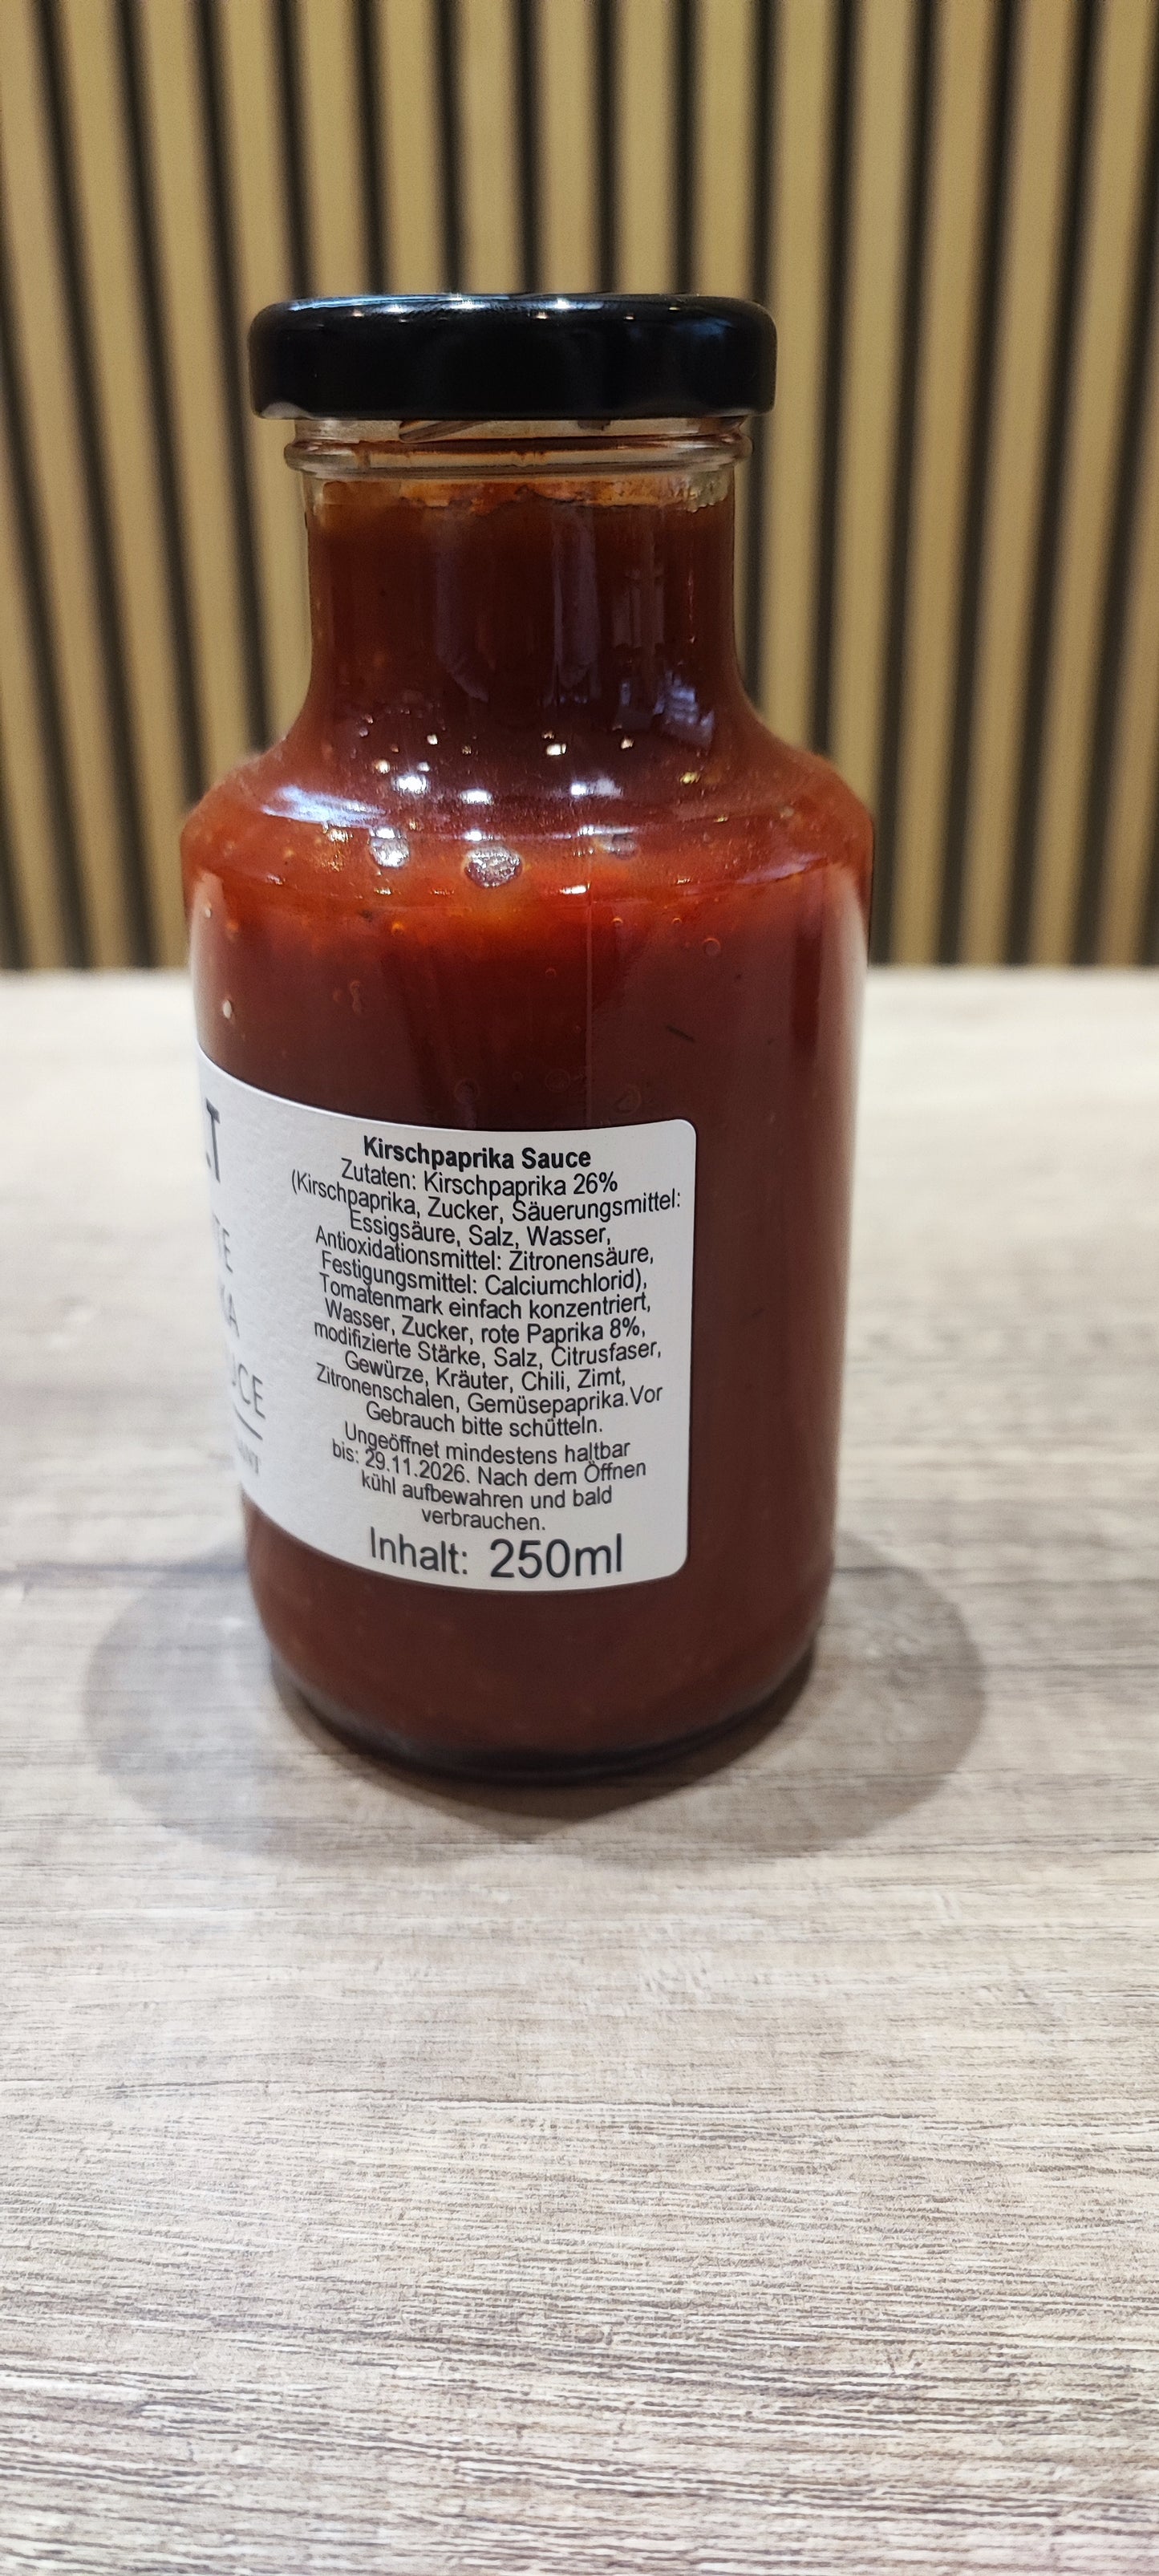 Kirschpaprika Sauce
Zutaten: Kirschpaprika 26%
(Kirschpaprika, Zucker, Säuerungsmittel:
Essigsäure, Salz, Wasser,
Antioxidationsmittel: Zitronensäure,
Festigungsmittel: Calciumchlorid),
Tomatenmark einfach konzentriert,
Wasser, Zucker, rote Paprika 8%,
modifizierte Stärke, Salz, Citrusfaser,
Gewürze, Kräuter, Chili, Zimt,
Zitronenschalen, Gemüsepaprika.Vor
Gebrauch bitte schütteln.
Ungeöffnet mindestens haltbar
bis: 29.11.2026. Nach dem Öffnen
kühl aufbewahren und bald
verbrauchen.
Inhalt: 250ml